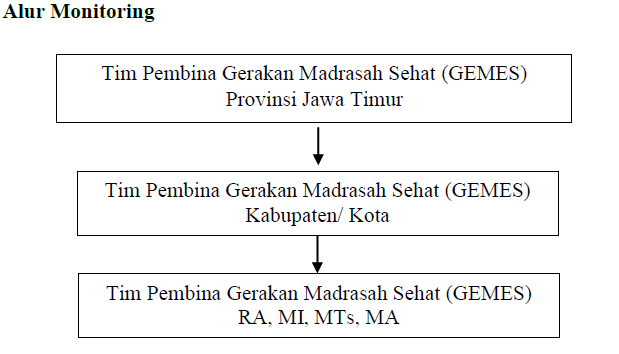 Alur Monitoring
Tim Pembina Gerakan Madrasah Sehat (GEMES)
Provinsi Jawa Timur
Tim Pembina Gerakan Madrasah Sehat (GEMES)
Kabupaten/ Kota
Tim Pembina Gerakan Madrasah Sehat (GEMES)
RA, MI, MTs, MA